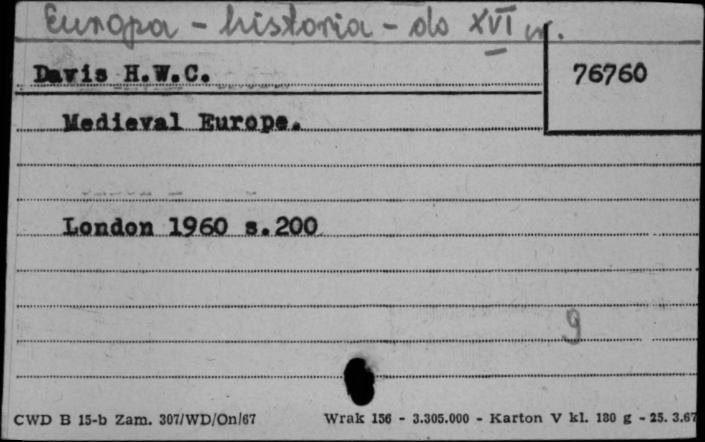 Europa - historia - do XVI w.
Davis H.W.C.
76760
Medieval Europe.
London 1960 s.200
9
CWD B 15-b Zam. 307/WD/On/67 Wrak 156 - 3.305.000 - Karton V kl. 180 g - 25. 3.67